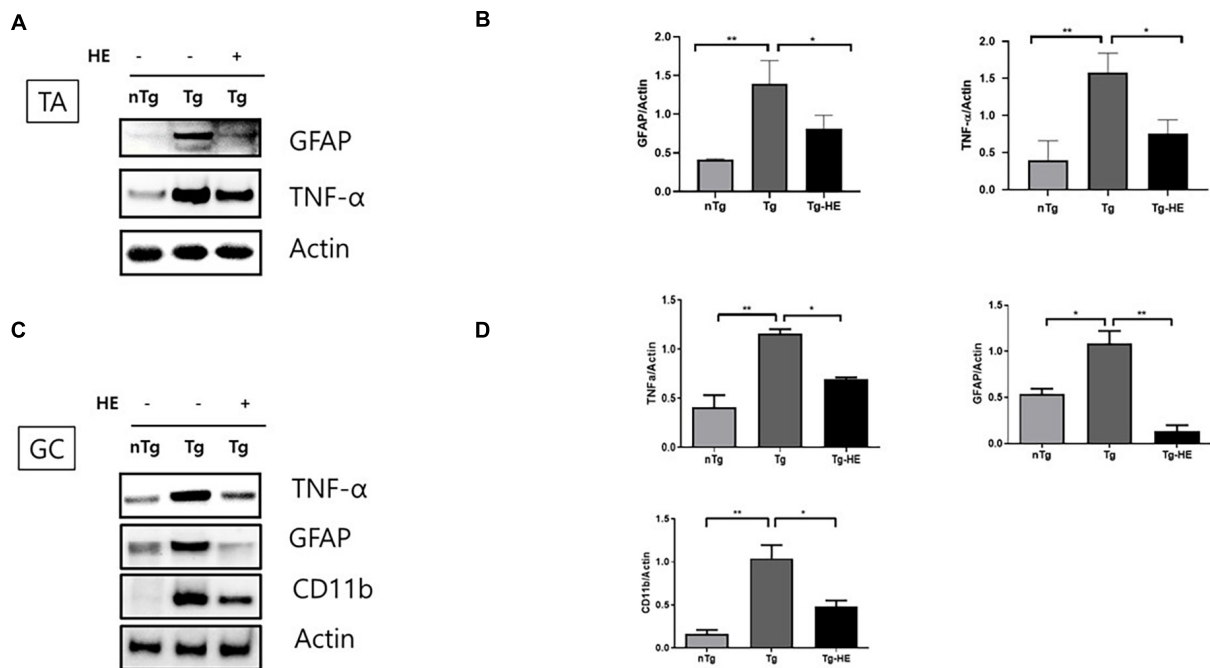 A
HE - - +
TA
nTg Tg Tg
GFAP
TNF-α
Actin
B
** *
GFAP/Actin
2.0
1.5
1.0
0.5
0.0
nTg Tg Tg-HE
** *
TNF-α/Actin
2.0
1.5
1.0
0.5
0.0
nTg Tg Tg-HE
C
HE - - +
GC
nTg Tg Tg
TNF-α
GFAP
CD11b
Actin
D
** *
TNFa/Actin
1.5
1.0
0.5
0.0
nTg Tg Tg-HE
* **
GFAP/Actin
1.5
1.0
0.5
0.0
nTg Tg Tg-HE
** *
CD11b/Actin
1.5
1.0
0.5
0.0
nTg Tg Tg-HE